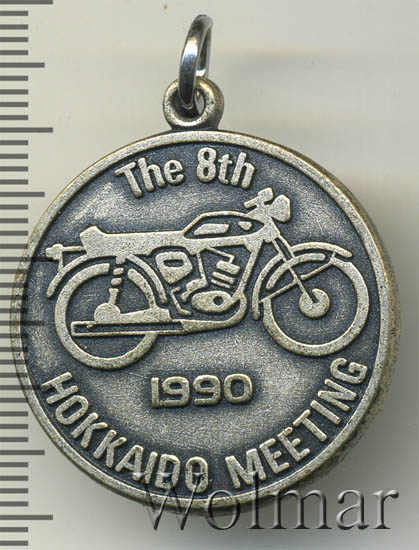 The 8th
1990
HOKKAIDO MEETING
Wolmar